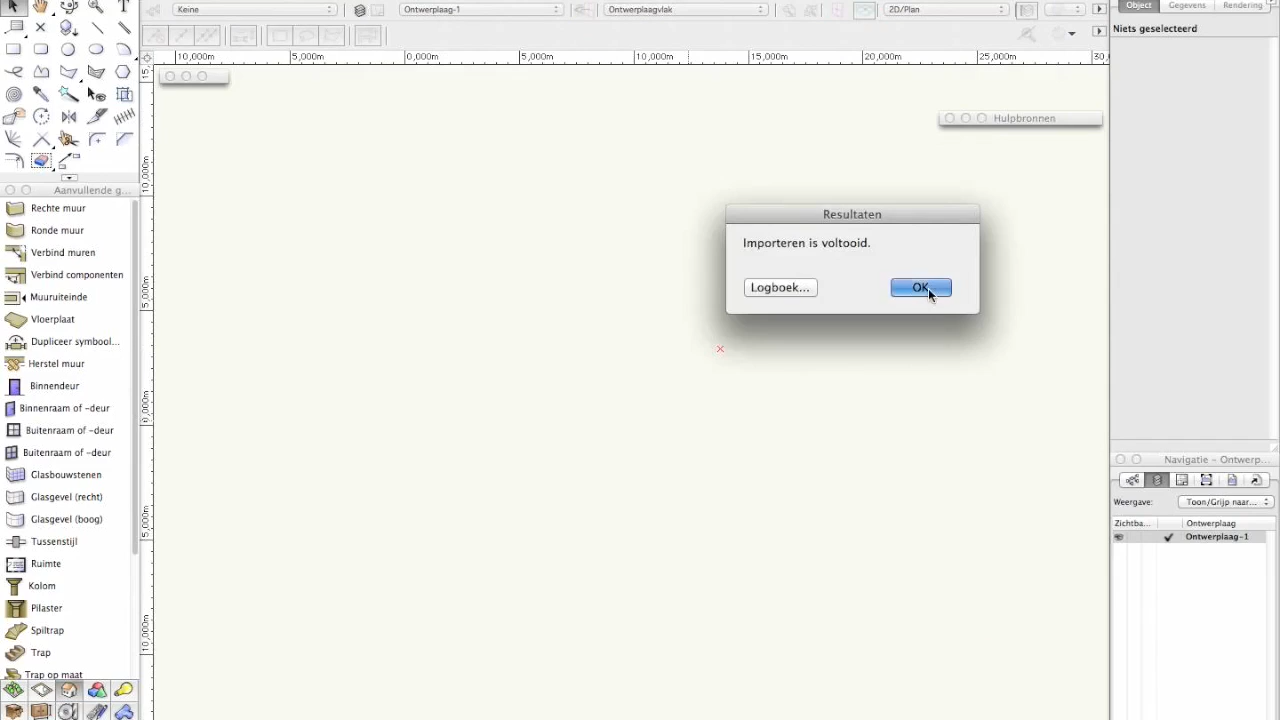 Keine
Ontwerplaag-1
Ontwerplaagvlak
2D/Plan
Object
Gegevens
Rendering
Niets geselecteerd
10,000m
5,000m
0,000m
5,000m
10,000m
15,000m
20,000m
25,000m
30,
Hulpbronnen
Aanvullende g...
Rechte muur
Ronde muur
Verbind muren
Verbind componenten
Muuruiteinde
Vloerplaat
Dupliceer symbool...
Herstel muur
Binnendeur
Binnenraam of -deur
Buitenraam of -deur
Buitenraam of -deur
Glasbouwstenen
Glasgevel (recht)
Glasgevel (boog)
Tussenstijl
Ruimte
Kolom
Pilaster
Spiltrap
Trap
Trap op maat
Resultaten
Importeren is voltooid.
Logboek...
OK
Navigatie – Ontwerp...
Weergave:
Toon/Grijp naar...
Zichtba...
Ontwerplaag
Ontwerplaag-1